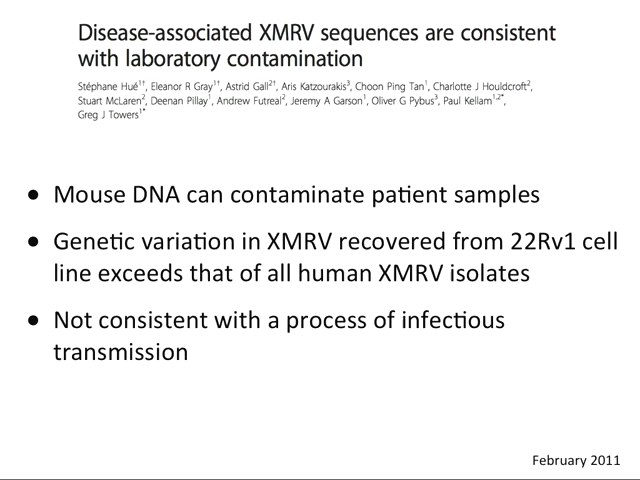 Disease-associated XMRV sequences are consistent
with laboratory contamination
Stéphane Hué1†, Eleanor R Gray1†, Astrid Gall2†, Aris Katzourakis3, Choon Ping Tan1, Charlotte J Houldcroft2,
Stuart McLaren2, Deenan Pillay1, Andrew Futreal2, Jeremy A Garson1, Oliver G Pybus3, Paul Kellam1,2*,
Greg J Towers1*
● Mouse DNA can contaminate patient samples
● Genetic variation in XMRV recovered from 22Rv1 cell
line exceeds that of all human XMRV isolates
● Not consistent with a process of infectious
transmission
February 2011